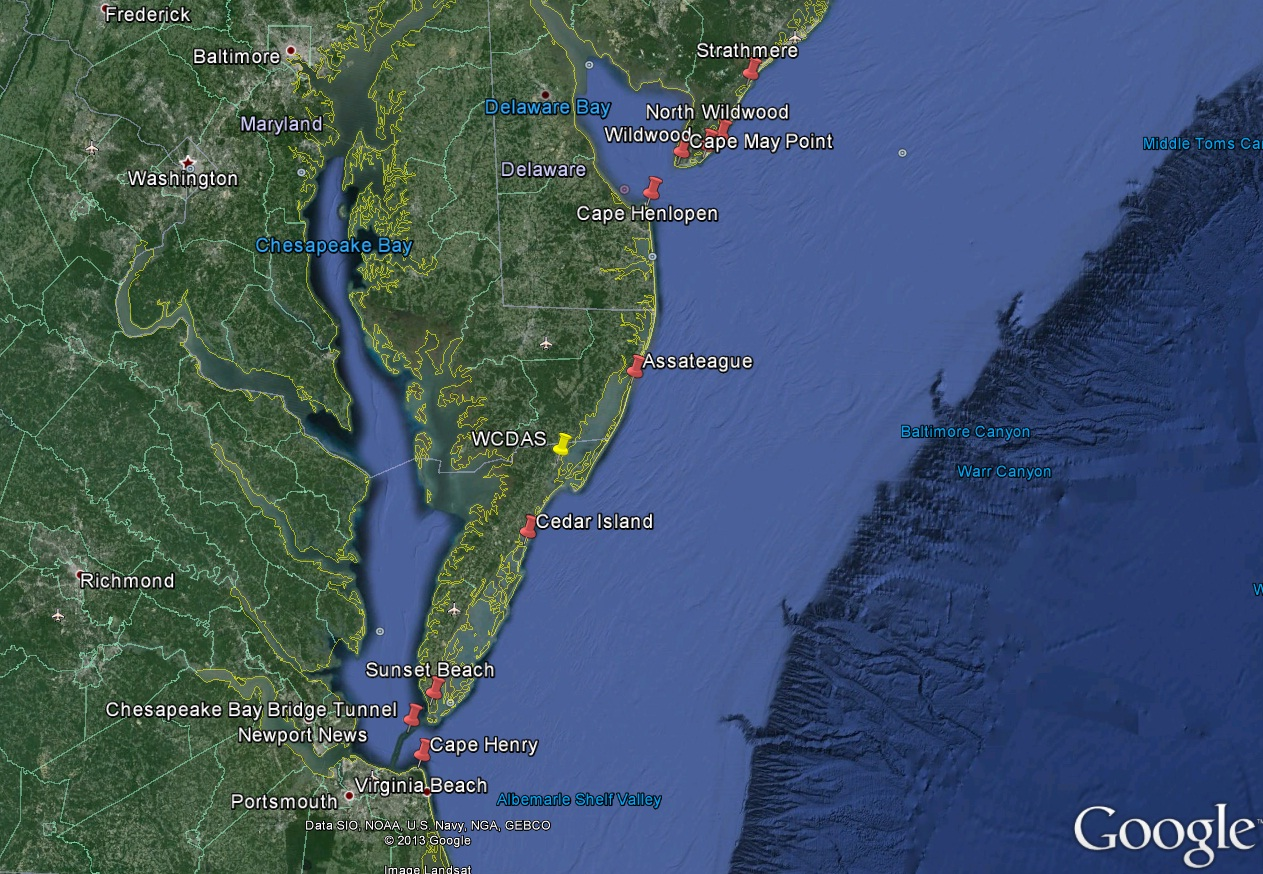 Frederick
Strathmere
Baltimore
Delaware Bay
North Wildwood
Maryland
Wildwood
Cape May Point
Middle Toms Ca
Delaware
Washington
Cape Henlopen
Chesapeake Bay
Assateague
Baltimore Canyon
WCDAS
Warr Canyon
Cedar Island
Richmond
W
Sunset Beach
Chesapeake Bay Bridge Tunnel
Newport News
Cape Henry
Virginia Beach
Portsmouth
Albemarle Shelf Valley
Data SIO, NOAA, U.S. Navy, NGA, GEBCO
© 2013 Google
Image Landsat
Google